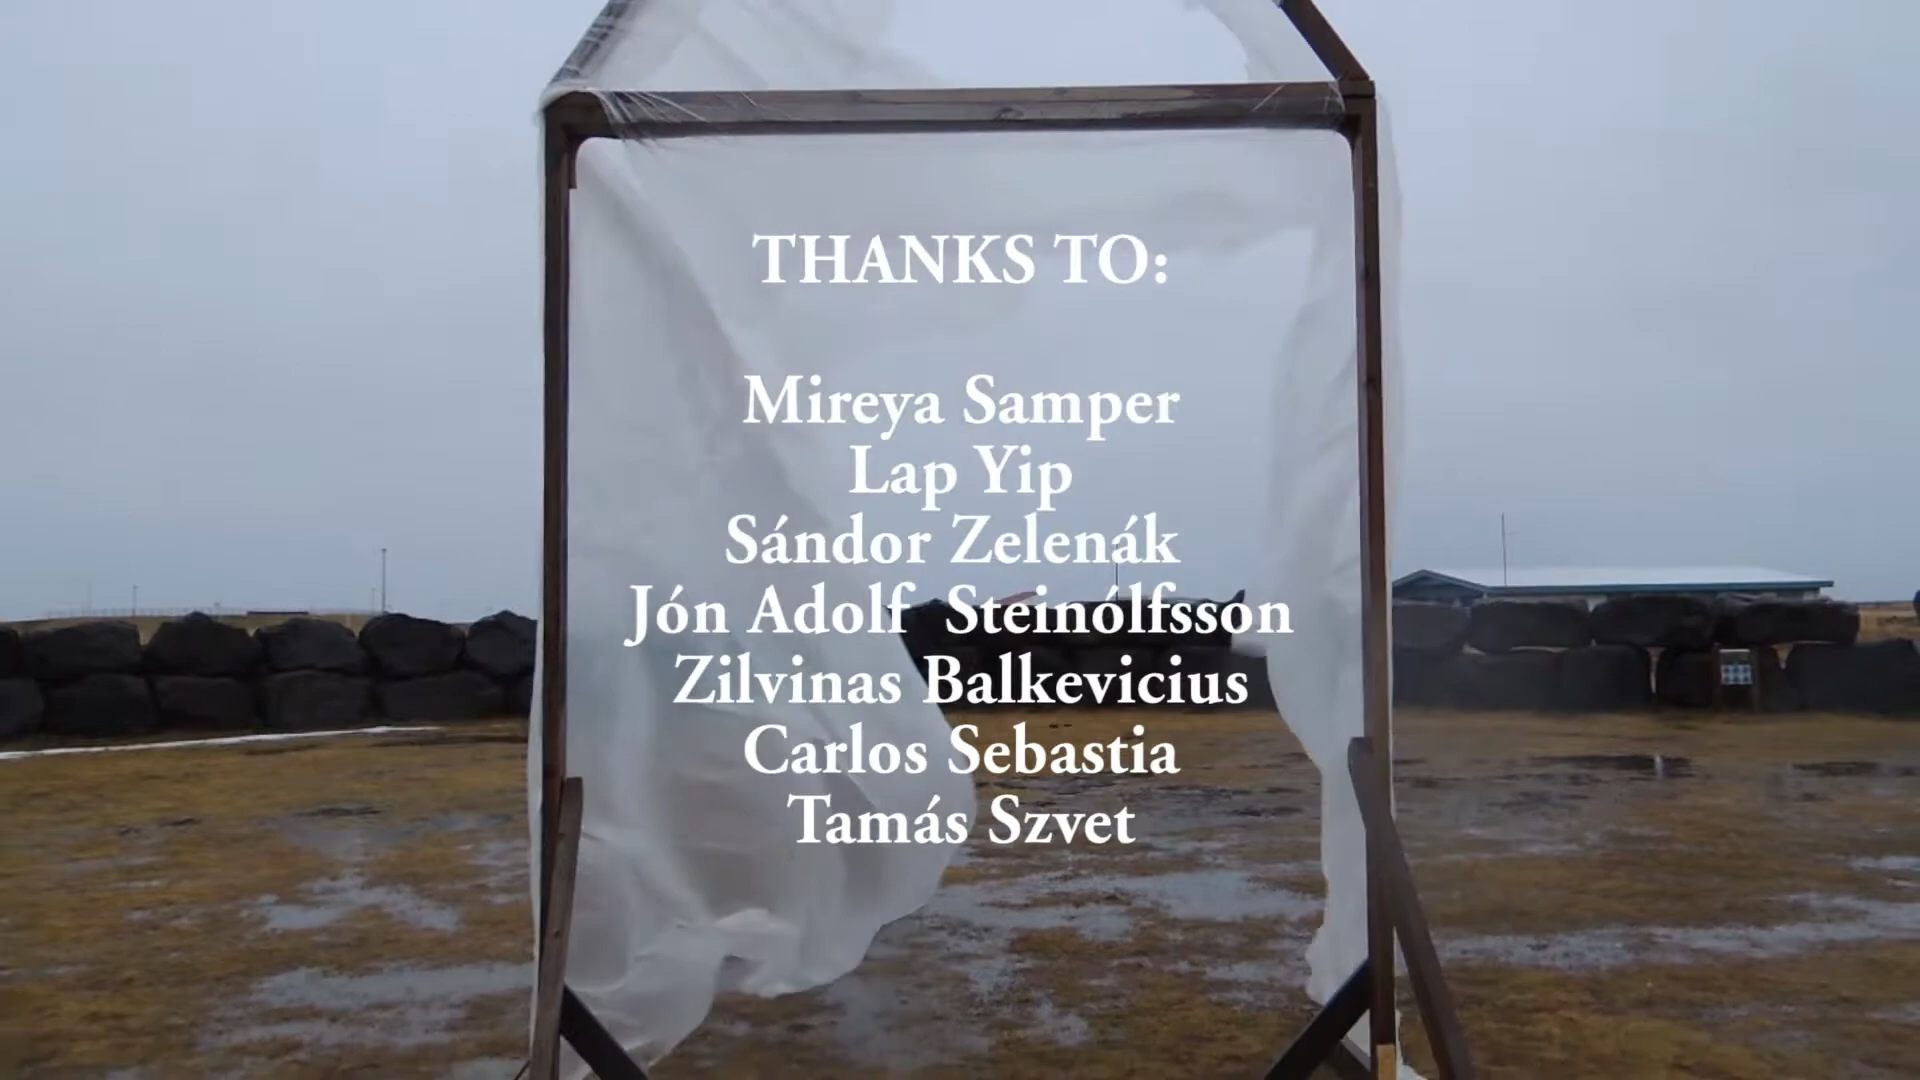 THANKS TO:
Mireya Samper
Lap Yip
Sándor Zelenák
Jón Adolf  Steinólfsson
Zilvinas Balkevicius
Carlos Sebastia
Tamás Szvet